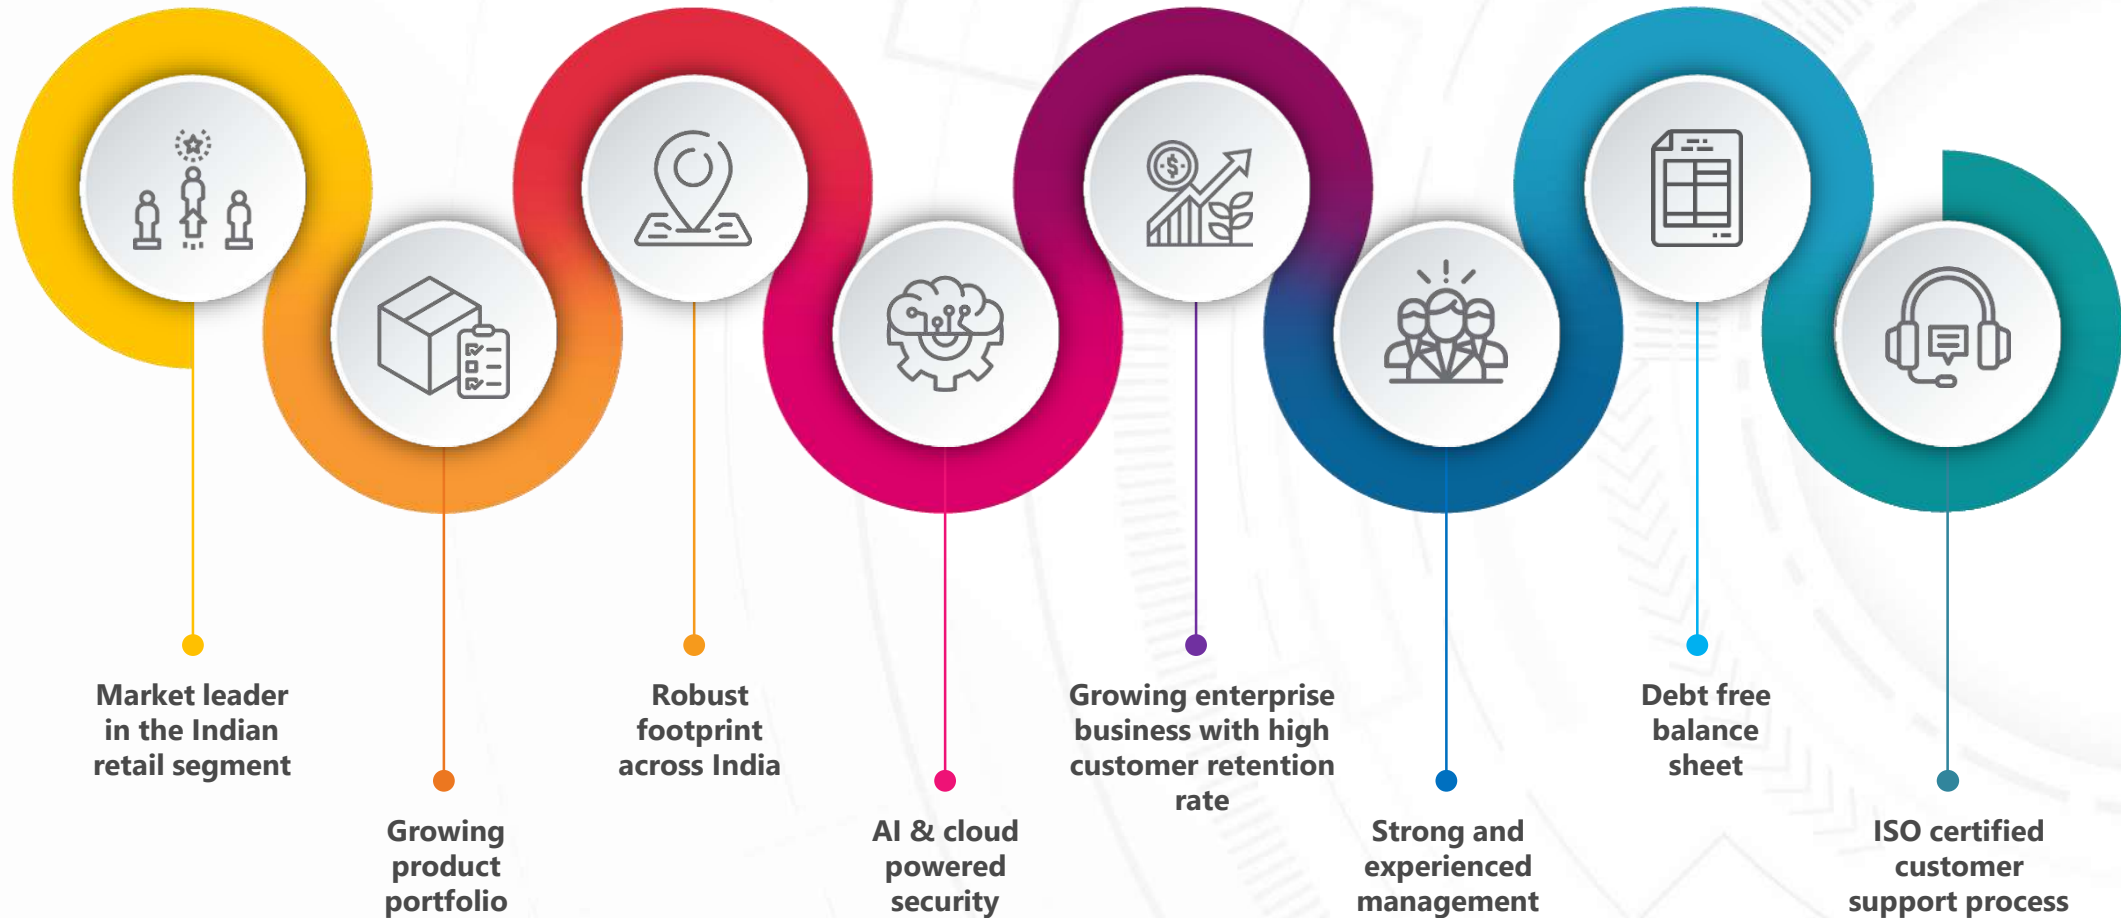 Market leader
in the Indian
retail segment
Growing
product
portfolio
Robust
footprint
across India
AI & cloud
powered
security
Growing enterprise
business with high
customer retention
rate
Strong and
experienced
management
Debt free
balance
sheet
ISO certified
customer
support process